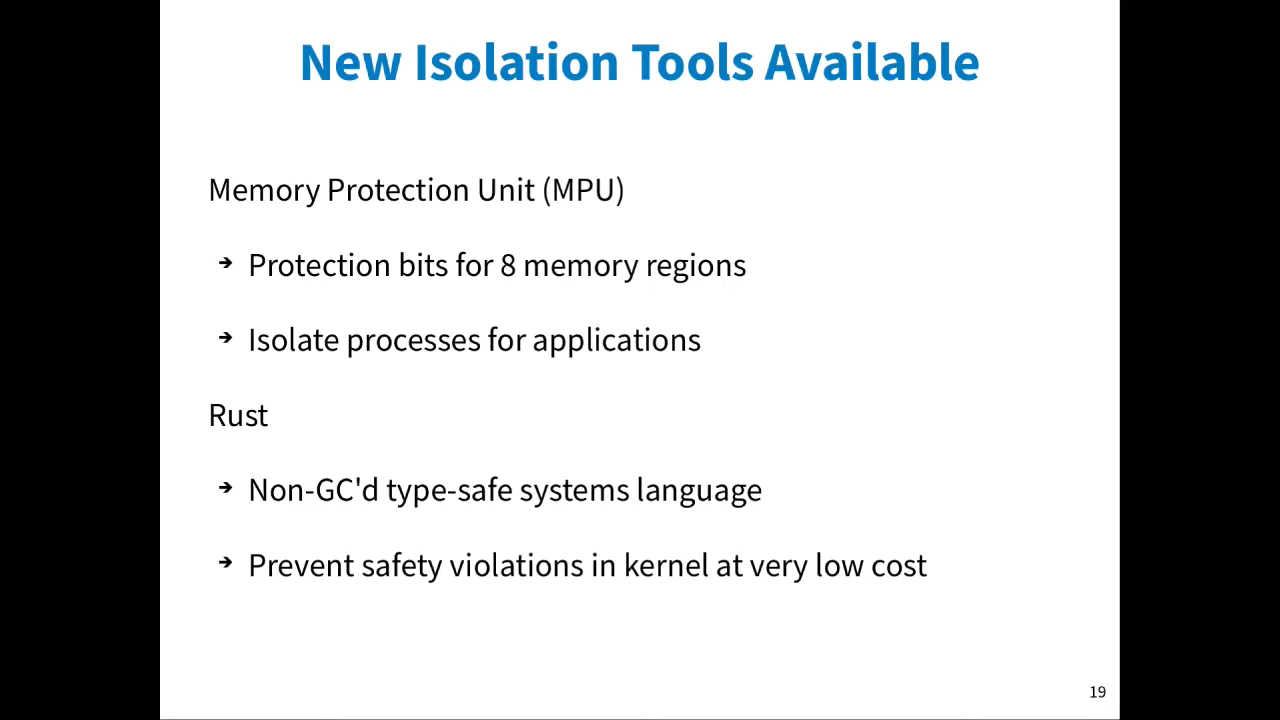 New Isolation Tools Available
Memory Protection Unit (MPU)
➔ Protection bits for 8 memory regions
➔ Isolate processes for applications
Rust
➔ Non-GC'd type-safe systems language
➔ Prevent safety violations in kernel at very low cost
19